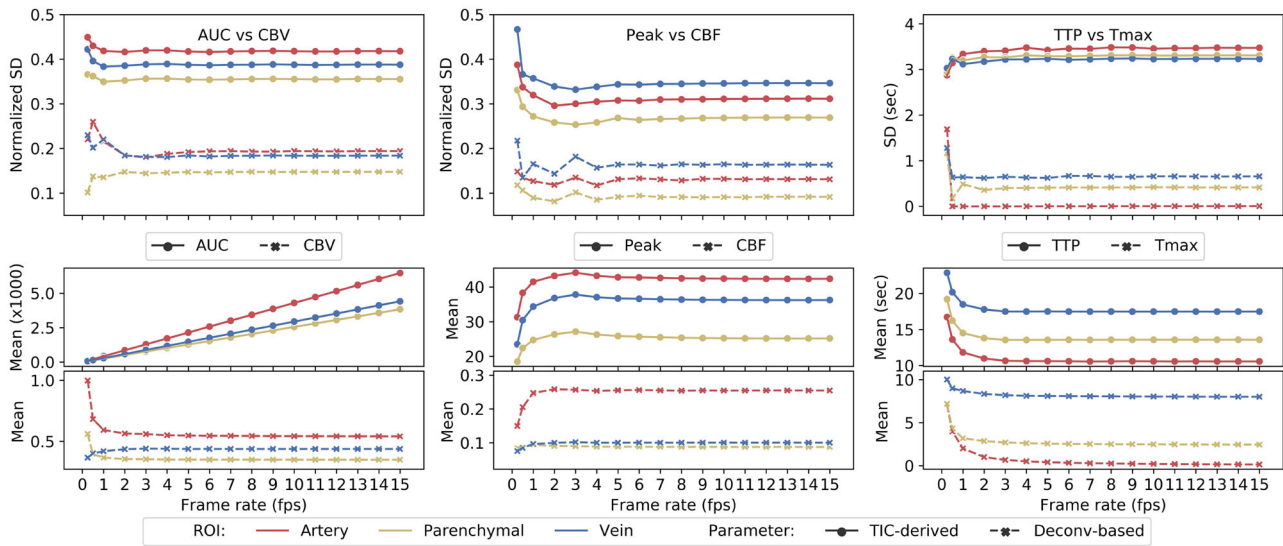 AUC vs CBV
Normalized SD
0.5
0.4
0.3
0.2
0.1
AUC CBV
Peak vs CBF
Normalized SD
0.5
0.4
0.3
0.2
0.1
Peak CBF
TTP vs Tmax
SD (sec)
4
3
2
1
0
TTP Tmax
Mean (x1000)
5.0
2.5
0.0
Mean
40
30
20
Mean (sec)
20
15
10
Mean
1.0
0.5
0 1 2 3 4 5 6 7 8 9 10 11 12 13 14 15
Frame rate (fps)
Mean
0.3
0.2
0.1
0 1 2 3 4 5 6 7 8 9 10 11 12 13 14 15
Frame rate (fps)
Mean (sec)
10
5
0
0 1 2 3 4 5 6 7 8 9 10 11 12 13 14 15
Frame rate (fps)
ROI: Artery Parenchymal Vein Parameter: TIC-derived Deconv-based